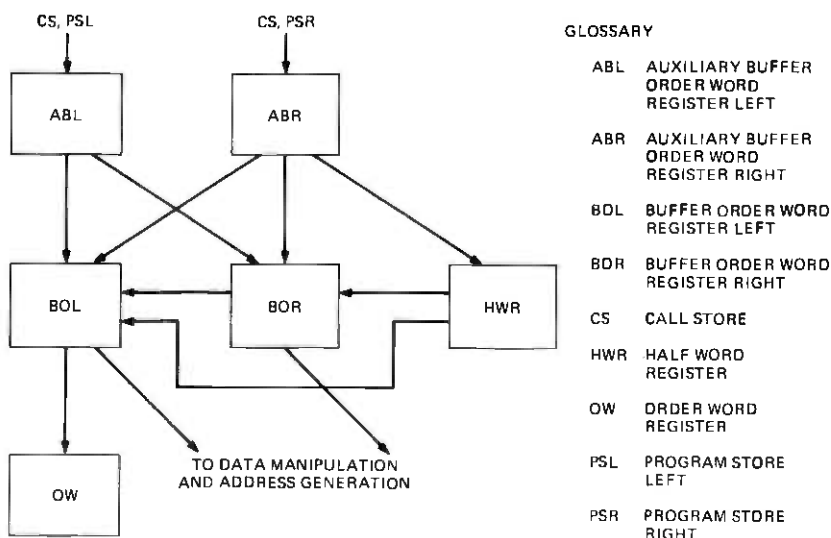 CS, PSL
CS, PSR
ABL
ABR
BOL
BOR
HWR
OW
TO DATA MANIPULATION
AND ADDRESS GENERATION
GLOSSARY
ABL AUXILIARY BUFFER
ORDER WORD
REGISTER LEFT
ABR AUXILIARY BUFFER
ORDER WORD
REGISTER RIGHT
BOL BUFFER ORDER WORD
REGISTER LEFT
BOR BUFFER ORDER WORD
REGISTER RIGHT
CS CALL STORE
HWR HALF WORD
REGISTER
OW ORDER WORD
REGISTER
PSL PROGRAM STORE
LEFT
PSR PROGRAM STORE
RIGHT